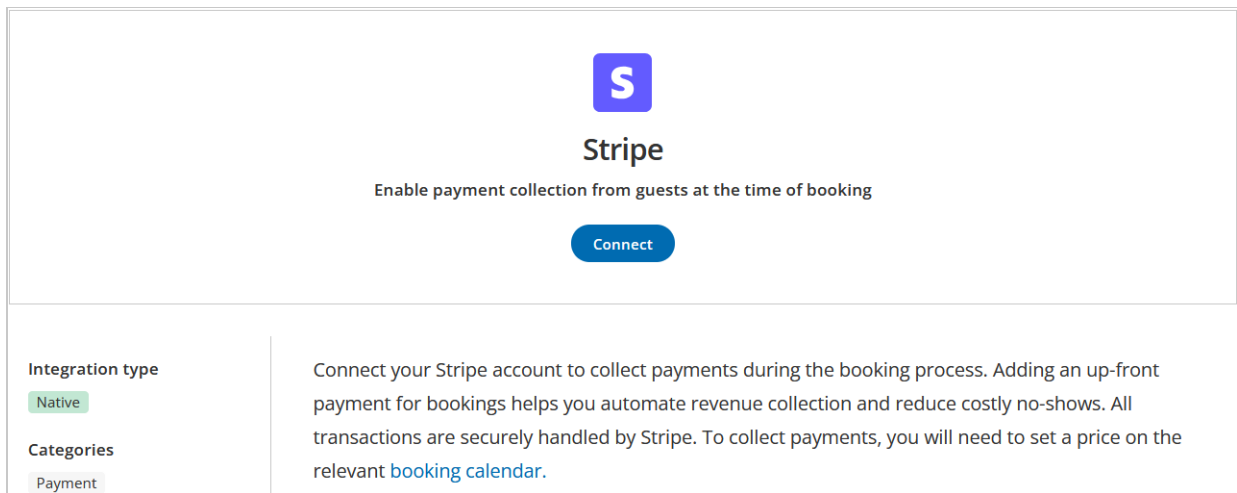 S
Stripe
Enable payment collection from guests at the time of booking
Connect
Integration type
Native
Categories
Payment
Connect your Stripe account to collect payments during the booking process. Adding an up-front
payment for bookings helps you automate revenue collection and reduce costly no-shows. All
transactions are securely handled by Stripe. To collect payments, you will need to set a price on the
relevant booking calendar.